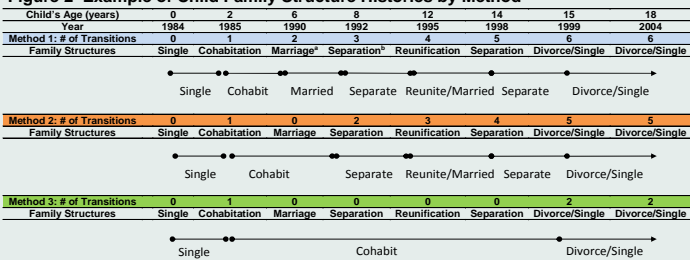 Figure 2 Example of Child Family Structure Histories by Method
Child's Age (years) 0 2 6 8 12 14 15 18
Year 1984 1985 1990 1992 1995 1998 1999 2004
Method 1: # of Transitions 0 1 2 3 4 5 6 6
Family Structures Single Cohabitation Marriageᵃ Separationᵇ Reunification Separation Divorce/Single Divorce/Single
Single Cohabit Married Separate Reunite/Married Separate Divorce/Single
Method 2: # of Transitions 0 1 0 2 3 4 5 5
Family Structures Single Cohabitation Marriage Separation Reunification Separation Divorce/Single Divorce/Single
Single Cohabit Separate Reunite/Married Separate Divorce/Single
Method 3: # of Transitions 0 1 0 0 0 0 2 2
Family Structures Single Cohabitation Marriage Separation Reunification Separation Divorce/Single Divorce/Single
Single Cohabit Divorce/Single